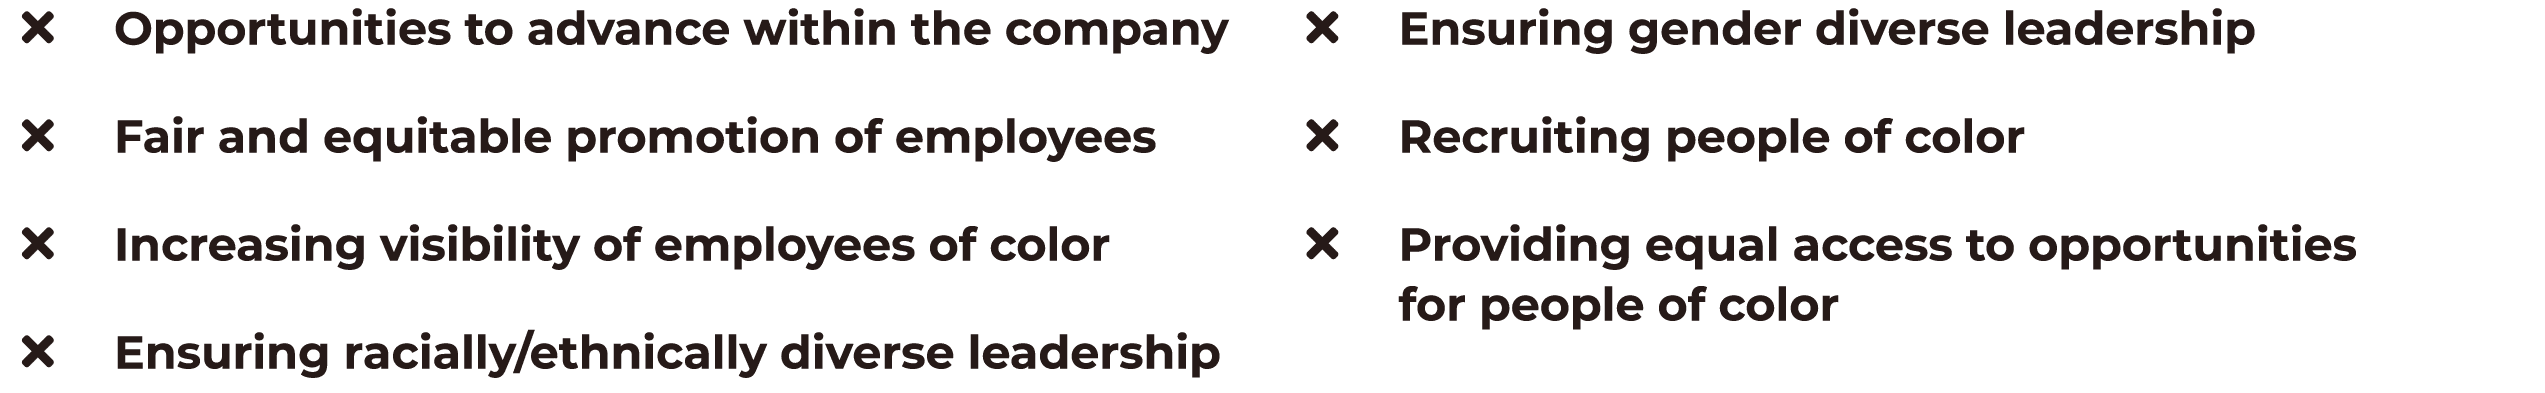 × Opportunities to advance within the company
× Fair and equitable promotion of employees
× Increasing visibility of employees of color
× Ensuring racially/ethnically diverse leadership
× Ensuring gender diverse leadership
× Recruiting people of color
× Providing equal access to opportunities
for people of color